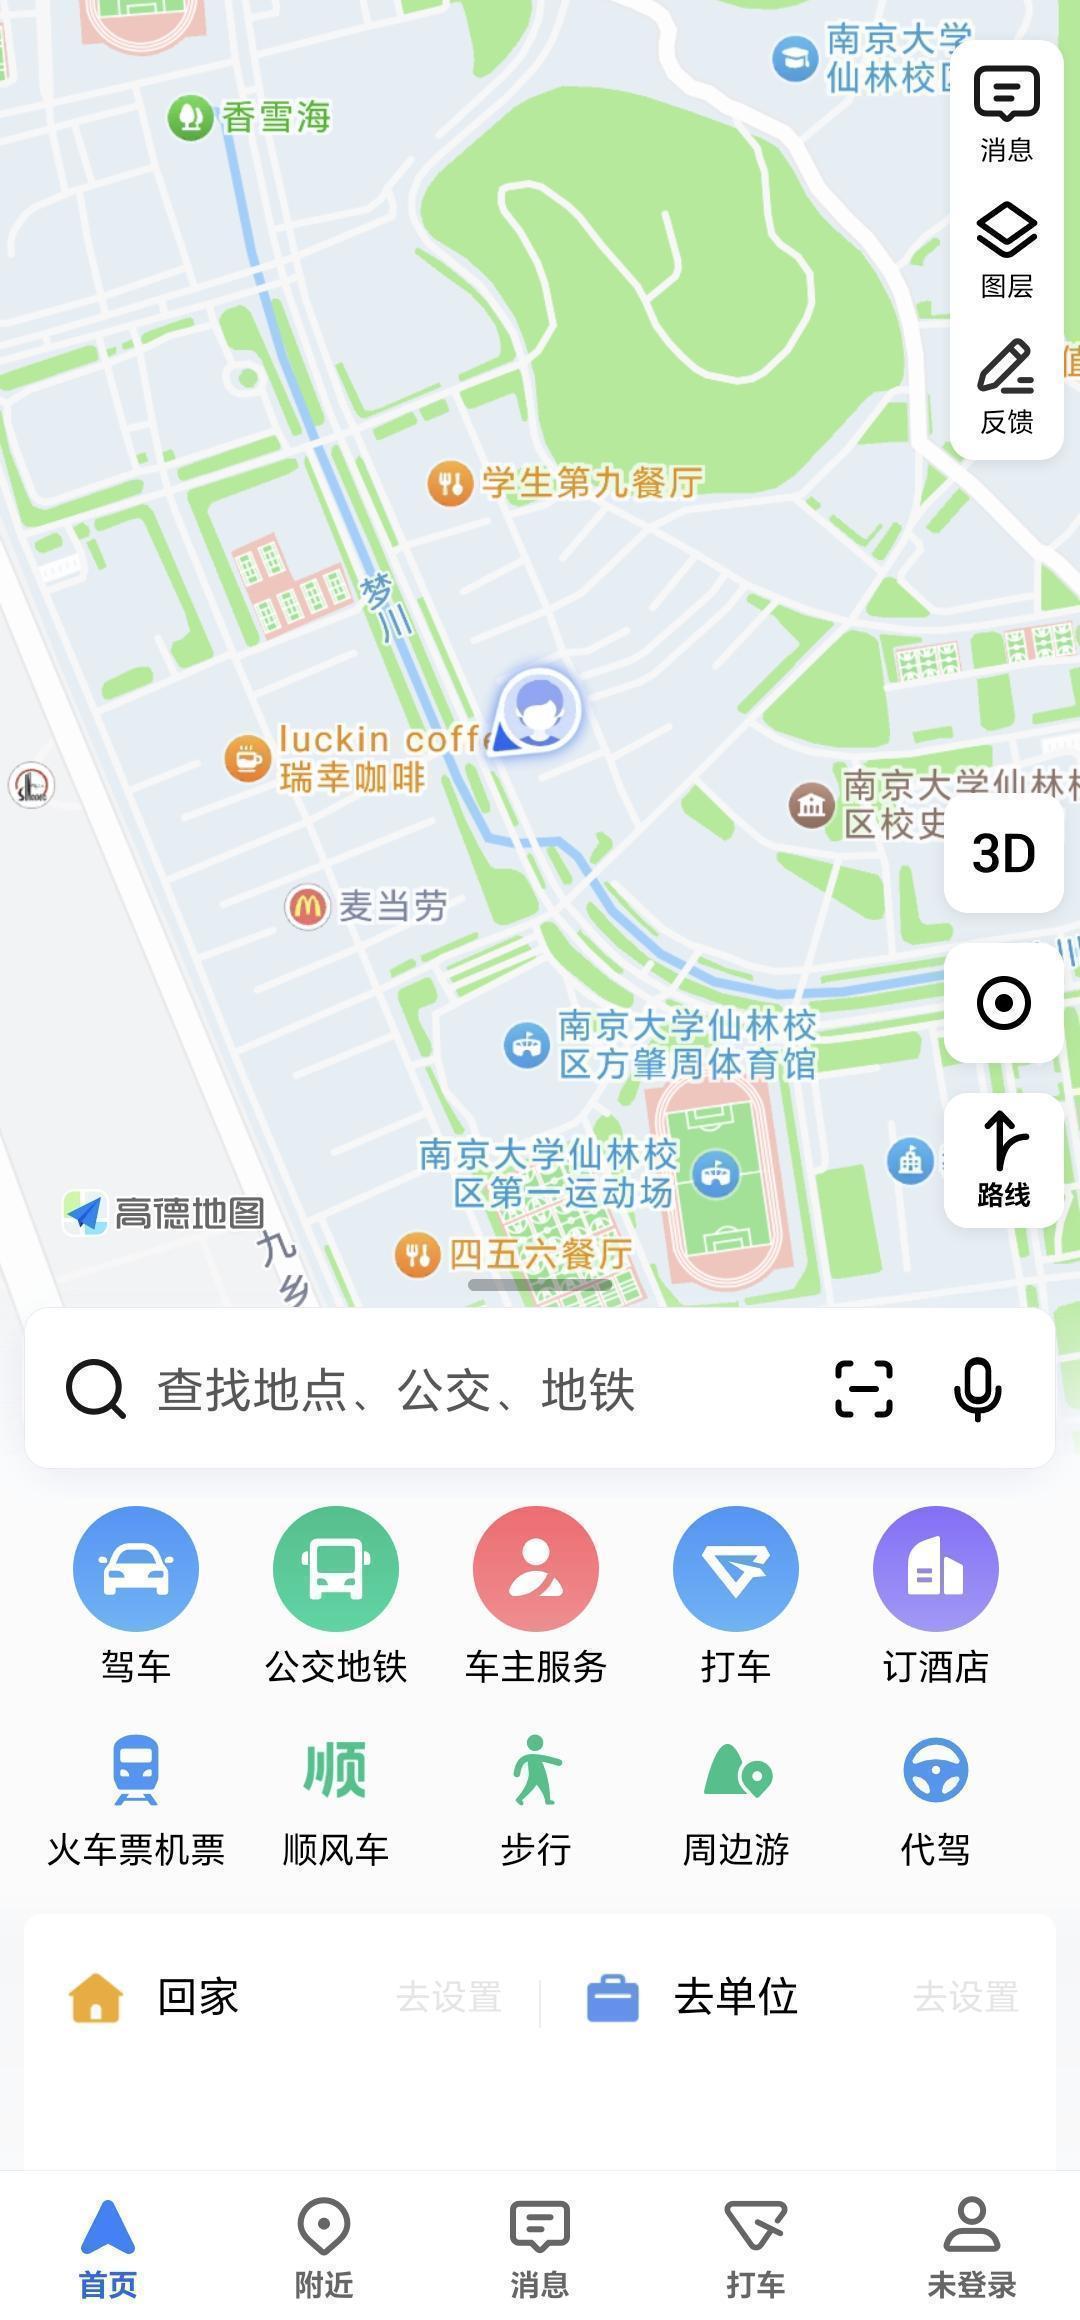 南京大学
仙林校区
消息
香雪海
图层
反馈
学生第九餐厅
梦川
luckin coffe
瑞幸咖啡
南京大学仙林校
区校史
3D
麦当劳
川
南京大学仙林校
区方肇周体育馆
南京大学仙林校
区第一运动场
路线
高德地图
九乡
四五六餐厅
查找地点、公交、地铁
驾车
公交地铁
车主服务
打车
订酒店
顺
火车票机票
顺风车
步行
周边游
代驾
回家
去设置
去单位
去设置
首页
附近
消息
打车
未登录